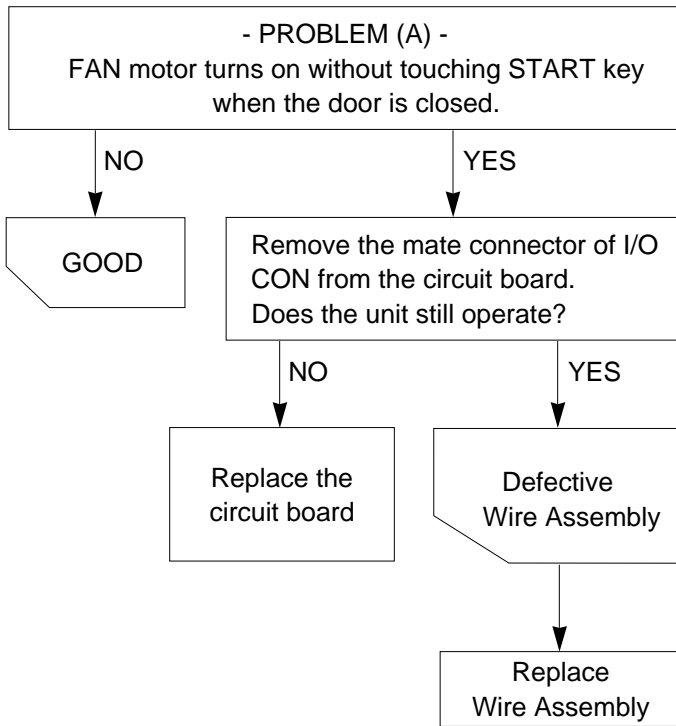 - PROBLEM (A) -
FAN motor turns on without touching START key
when the door is closed.
NO
YES
GOOD
Remove the mate connector of I/O
CON from the circuit board.
Does the unit still operate?
NO
YES
Replace the
circuit board
Defective
Wire Assembly
Replace
Wire Assembly